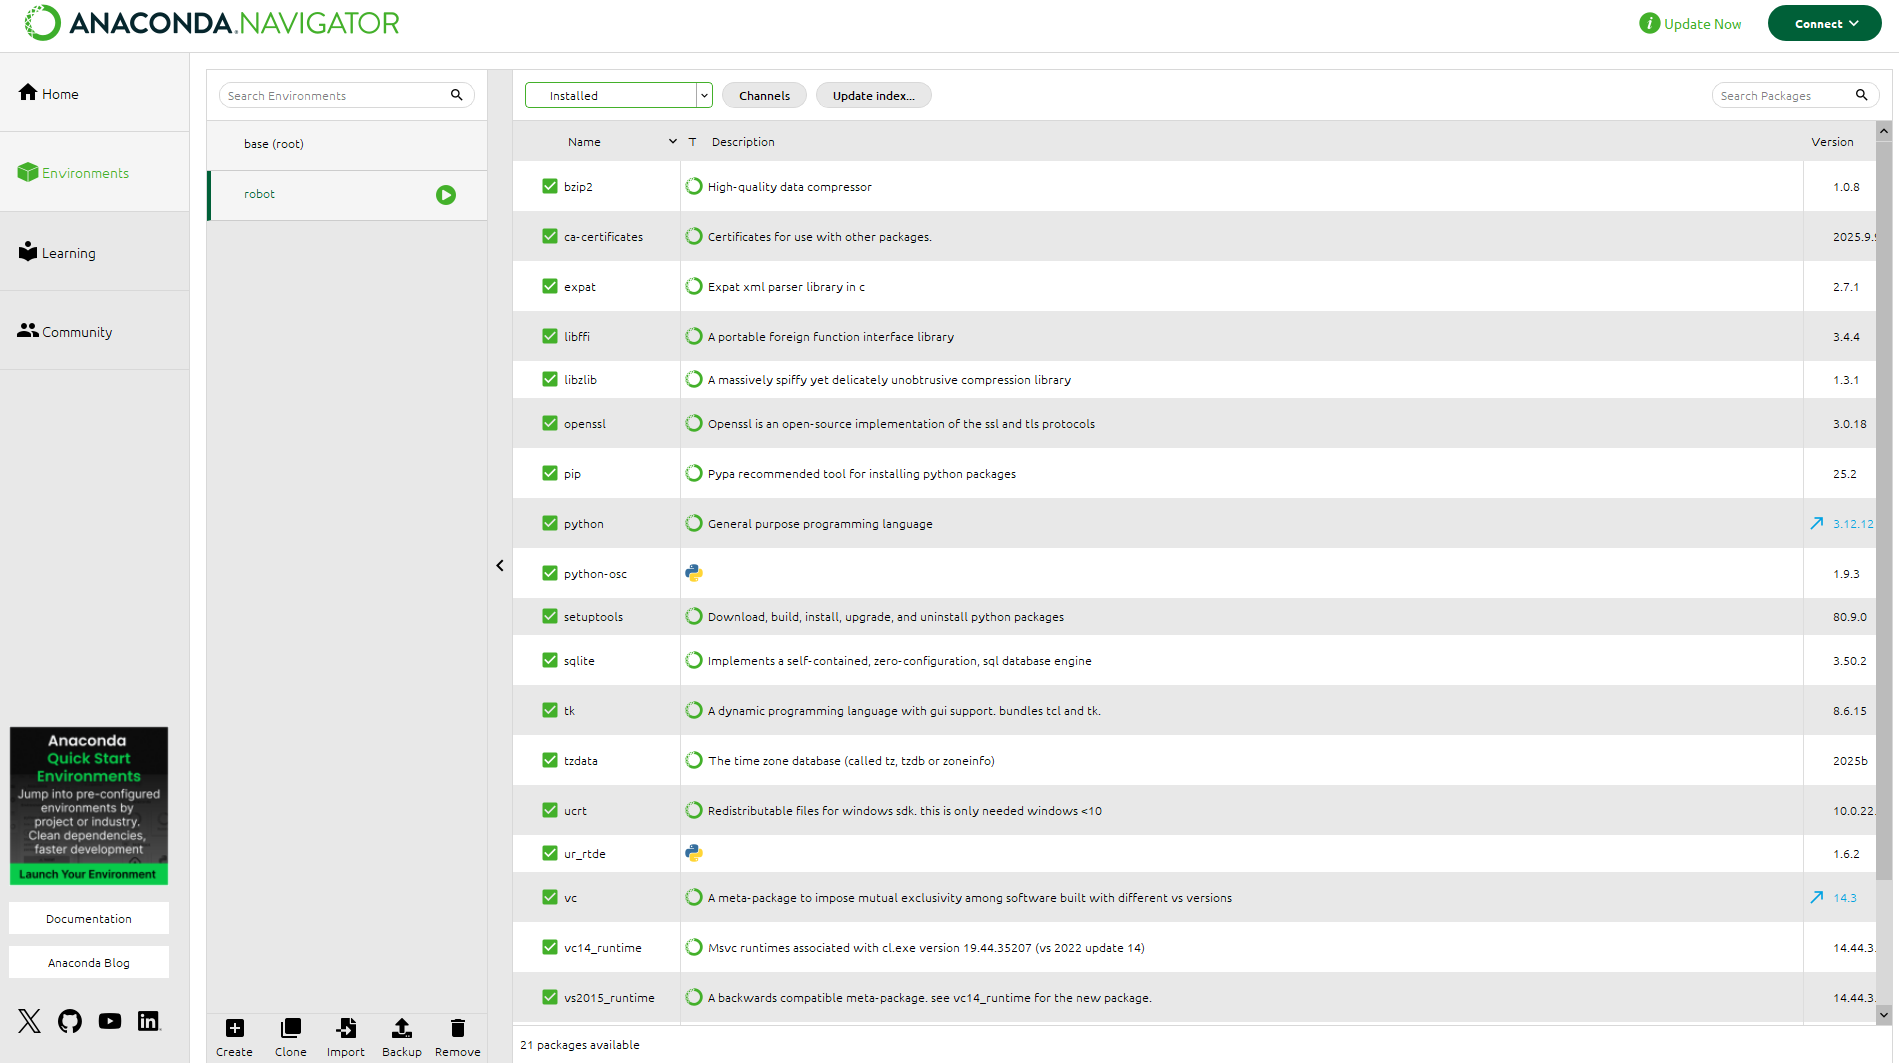 ANACONDA.NAVIGATOR
Update Now
Connect
Home
Environments
Learning
Community
Anaconda
Quick Start
Environments
Jump into pre-configured
environments by
project or industry.
Clean dependencies,
faster development
Launch Your Environment
Documentation
Anaconda Blog
Search Environments
base (root)
robot
Create Clone Import Backup Remove
Installed
Channels
Update index...
Search Packages
Name T Description Version
bzip2 High-quality data compressor 1.0.8
ca-certificates Certificates for use with other packages. 2025.9.9
expat Expat xml parser library in c 2.7.1
libffi A portable foreign function interface library 3.4.4
libzlib A massively spiffy yet delicately unobtrusive compression library 1.3.1
openssl Openssl is an open-source implementation of the ssl and tls protocols 3.0.18
pip Pypa recommended tool for installing python packages 25.2
python General purpose programming language 3.12.12
python-osc 1.9.3
setuptools Download, build, install, upgrade, and uninstall python packages 80.9.0
sqlite Implements a self-contained, zero-configuration, sql database engine 3.50.2
tk A dynamic programming language with gui support. bundles tcl and tk. 8.6.15
tzdata The time zone database (called tz, tzdb or zoneinfo) 2025b
ucrt Redistributable files for windows sdk. this is only needed windows <10 10.0.22.
ur_rtde 1.6.2
vc A meta-package to impose mutual exclusivity among software built with different vs versions 14.3
vc14_runtime Msvc runtimes associated with cl.exe version 19.44.35207 (vs 2022 update 14) 14.44.3
vs2015_runtime A backwards compatible meta-package. see vc14_runtime for the new package. 14.44.3
21 packages available